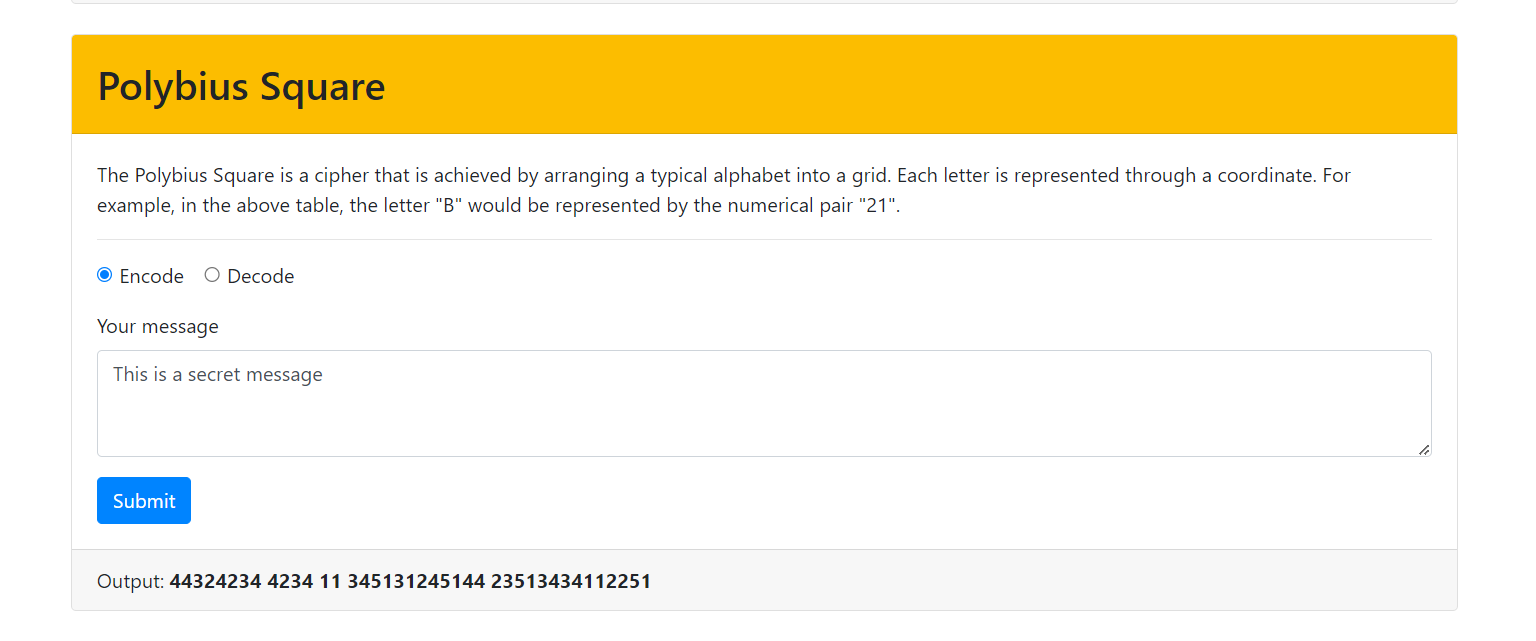 Polybius Square
The Polybius Square is a cipher that is achieved by arranging a typical alphabet into a grid. Each letter is represented through a coordinate. For
example, in the above table, the letter "B" would be represented by the numerical pair "21".
Encode Decode
Your message
This is a secret message
Submit
Output: 44324234 4234 11 345131245144 23513434112251